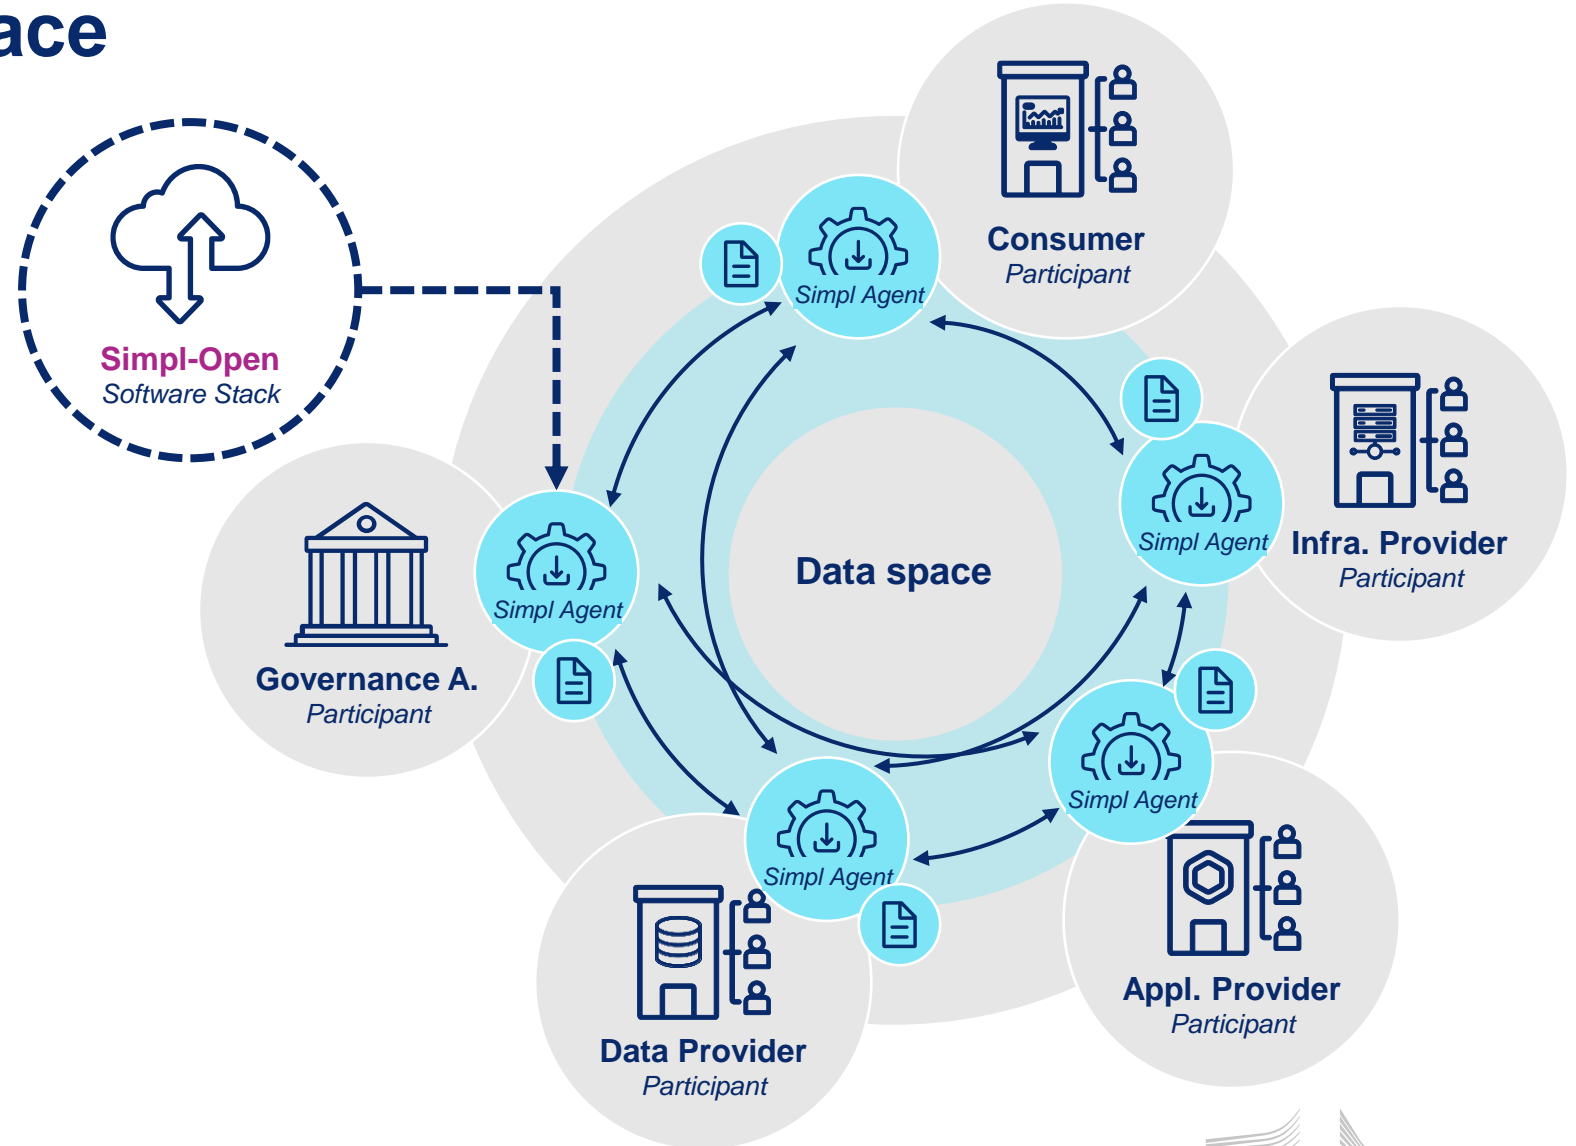 ace
Consumer
Participant
Simpl Agent
Simpl-Open
Software Stack
Simpl Agent
Infra. Provider
Participant
Data space
Simpl Agent
Governance A.
Participant
Simpl Agent
Simpl Agent
Appl. Provider
Participant
Data Provider
Participant